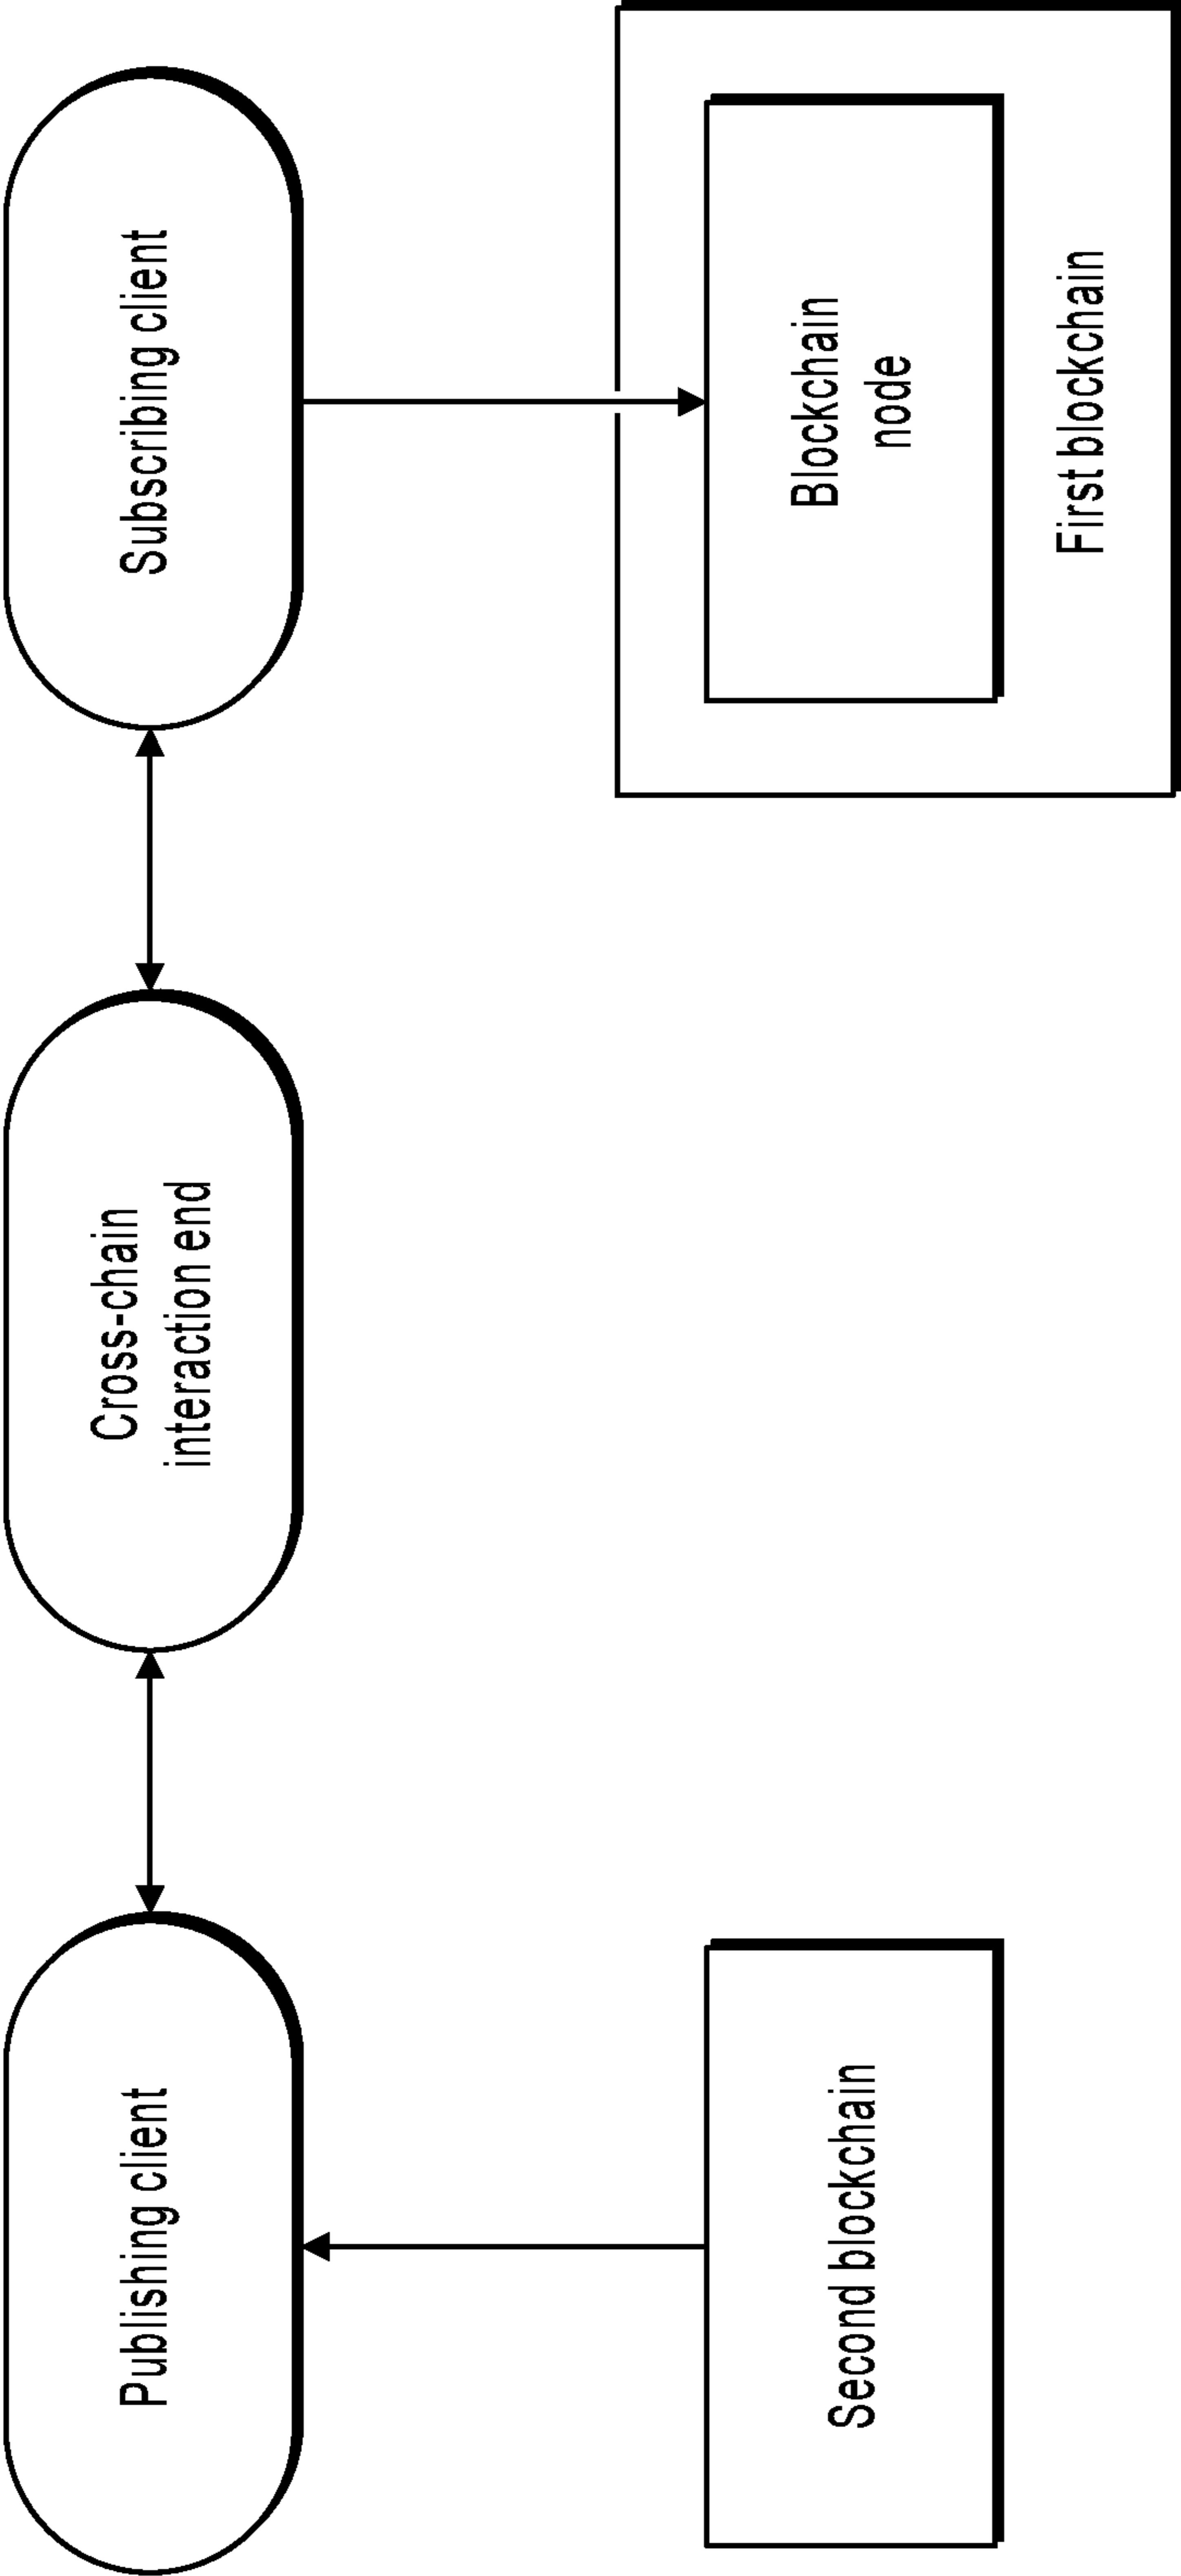 Publishing client
Cross-chain
interaction end
Subscribing client
Second blockchain
Blockchain
node
First blockchain